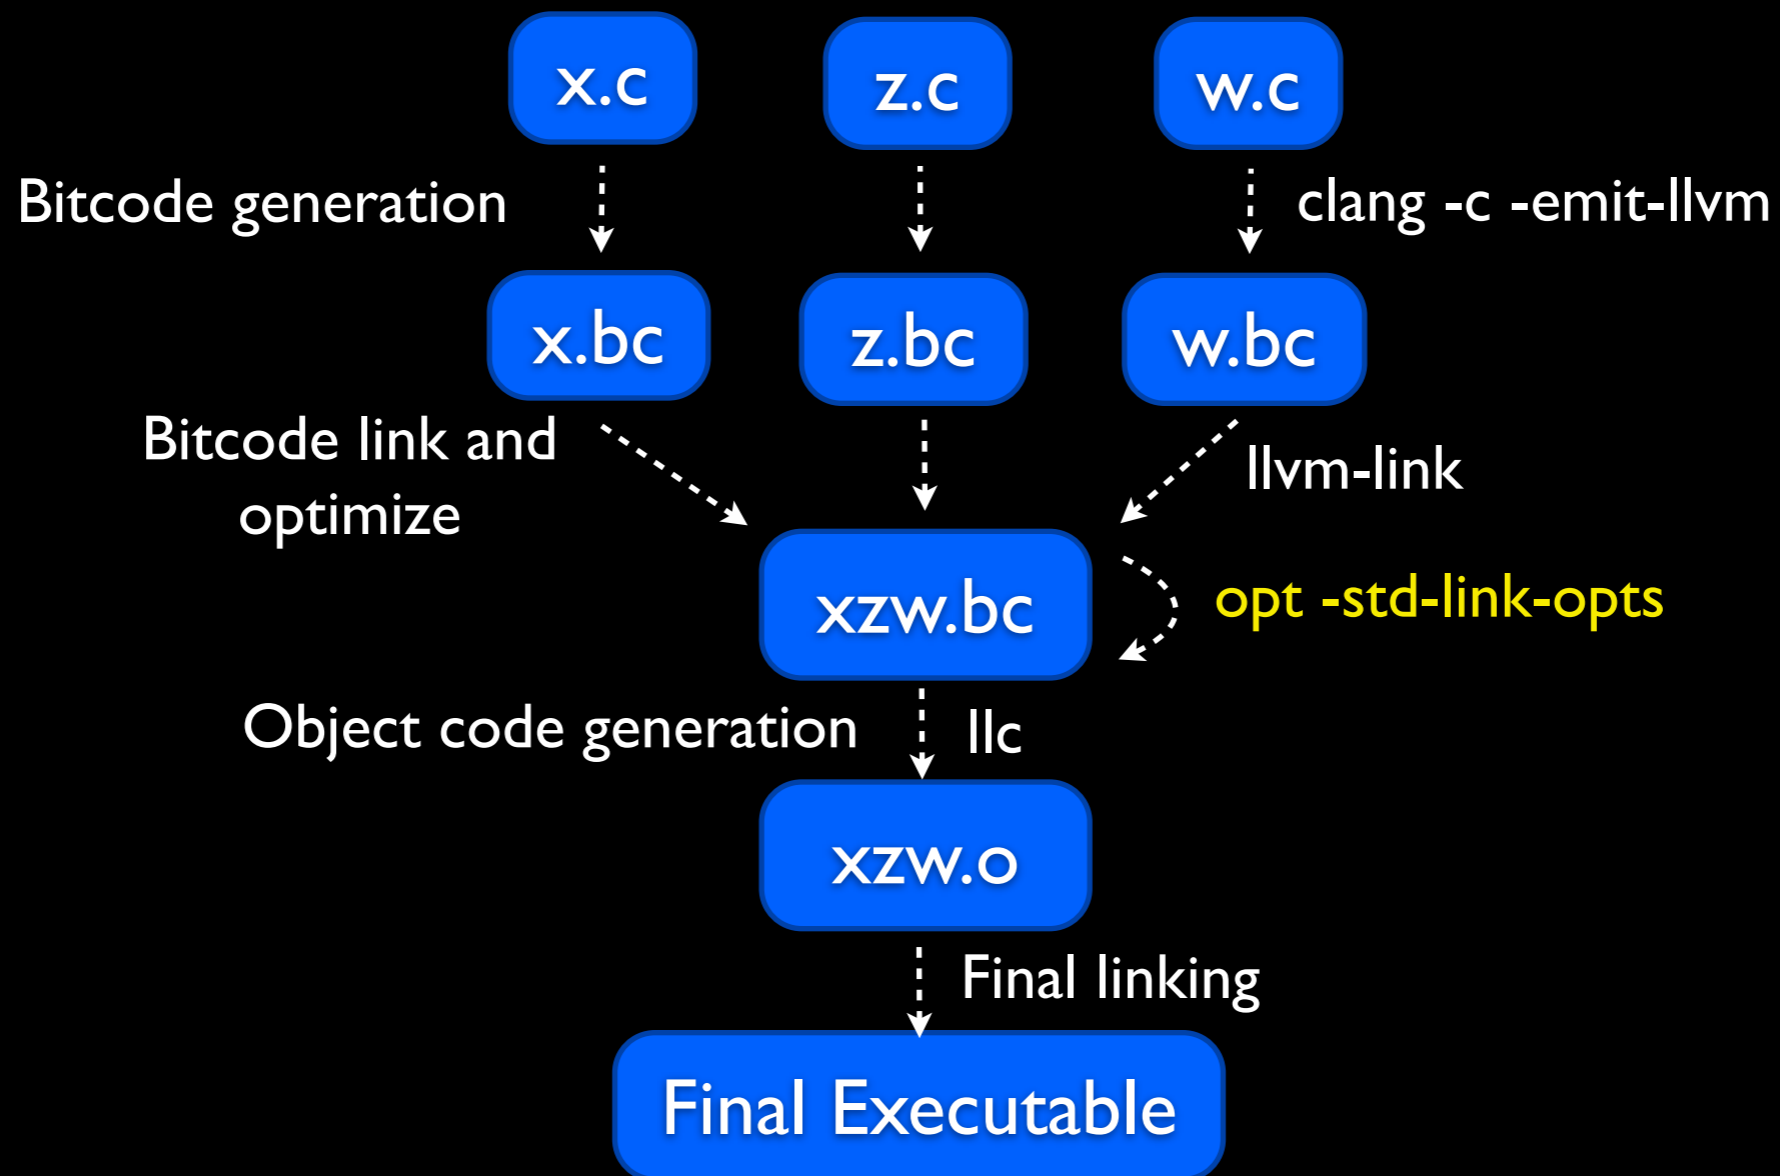 x.c
z.c
w.c
Bitcode generation
clang -c -emit-llvm
x.bc
z.bc
w.bc
Bitcode link and
optimize
llvm-link
xzw.bc
opt -std-link-opts
Object code generation
llc
xzw.o
Final linking
Final Executable